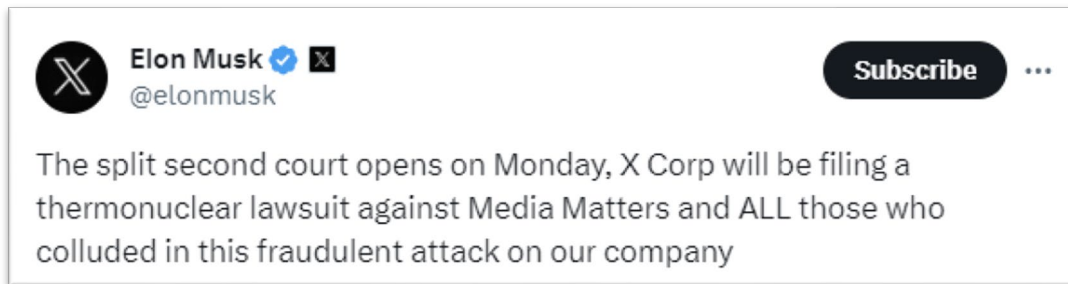 Elon Musk
@elonmusk
Subscribe
The split second court opens on Monday, X Corp will be filing a
thermonuclear lawsuit against Media Matters and ALL those who
colluded in this fraudulent attack on our company